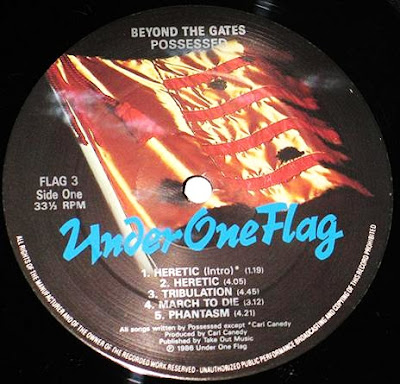 BEYOND THE GATES
POSSESSED
FLAG 3
Side One
33⅓ RPM
Under One Flag
1. HERETIC (Intro)* (1.19)
2. HERETIC (4.05)
3. TRIBULATION (4.45)
4. MARCH TO DIE (3.12)
5. PHANTASM (4.21)
All songs written by Possessed except *Carl Canedy
Produced by Carl Canedy
Published by Take Out Music
℗ 1986 Under One Flag
ALL RIGHTS OF THE MANUFACTURER AND OF THE OWNER OF THE RECORDED WORK RESERVED - UNAUTHORIZED PUBLIC PERFORMANCE BROADCASTING AND COPYING OF THIS RECORD PROHIBITED